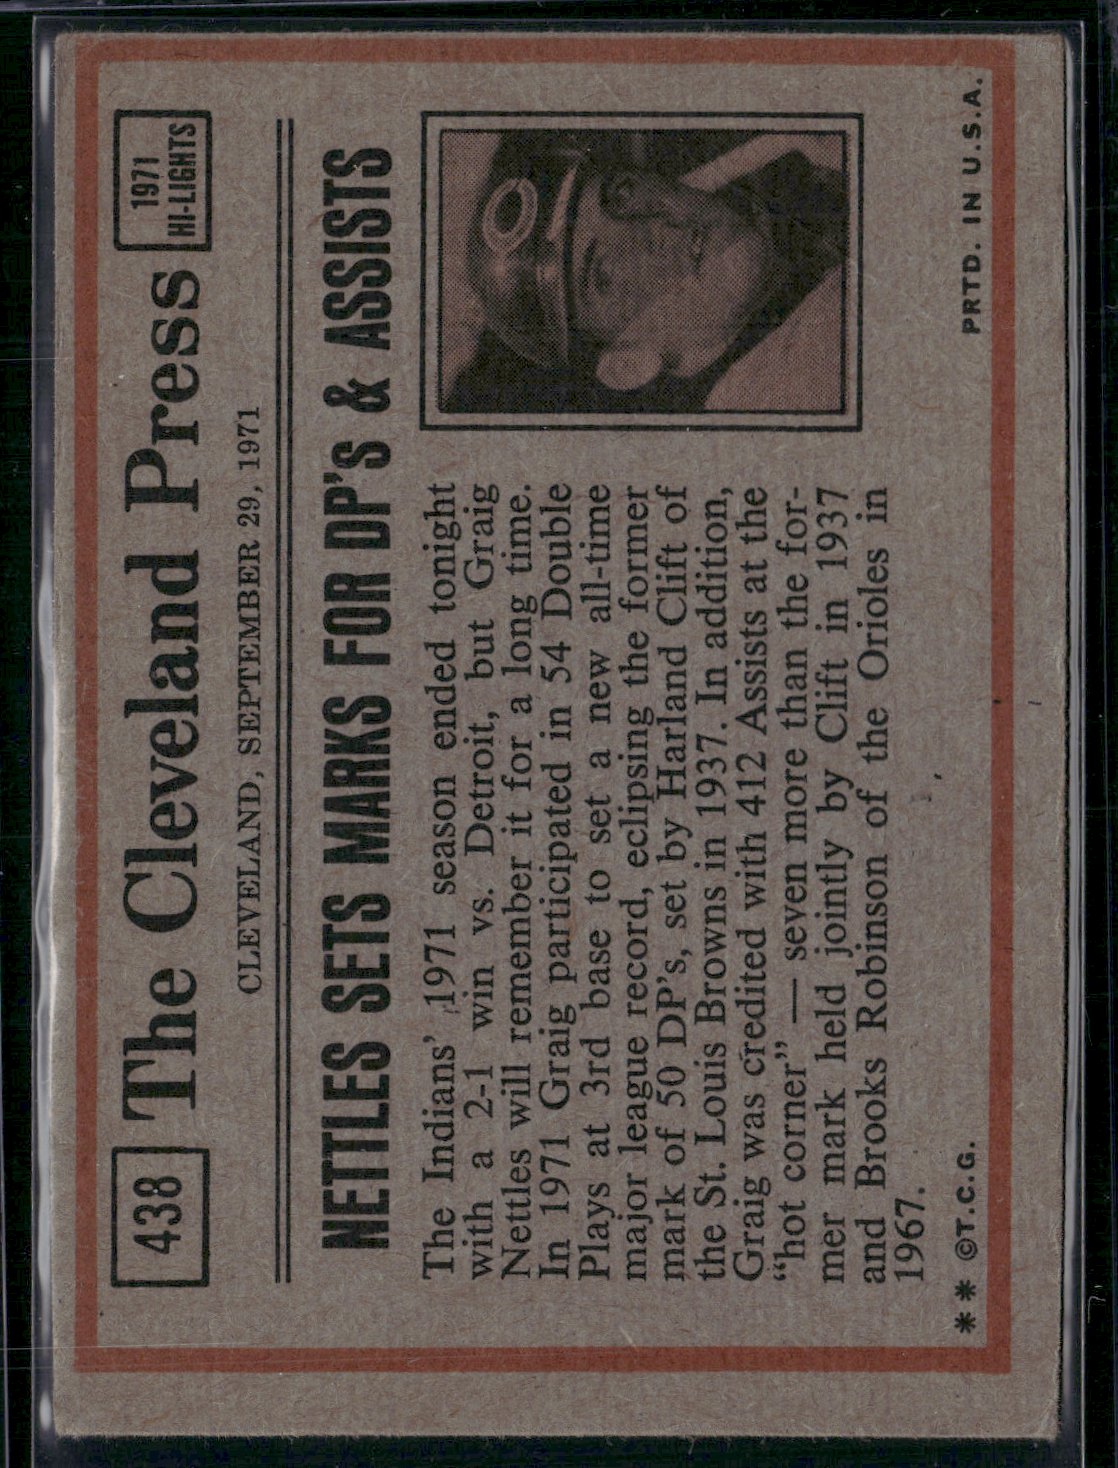 438
The Cleveland Press
1971
HI-LIGHTS
CLEVELAND, SEPTEMBER 29, 1971
NETTLES SETS MARKS FOR DP'S & ASSISTS
The Indians' 1971 season ended tonight
with a 2-1 win vs. Detroit, but Graig
Nettles will remember it for a long time.
In 1971 Graig participated in 54 Double
Plays at 3rd base to set a new all-time
major league record, eclipsing the former
mark of 50 DP's, set by Harland Clift of
the St. Louis Browns in 1937. In addition,
Graig was credited with 412 Assists at the
“hot corner” — seven more than the for-
mer mark held jointly by Clift in 1937
and Brooks Robinson of the Orioles in
1967.
** ©T.C.G.
PRTD. IN U.S.A.